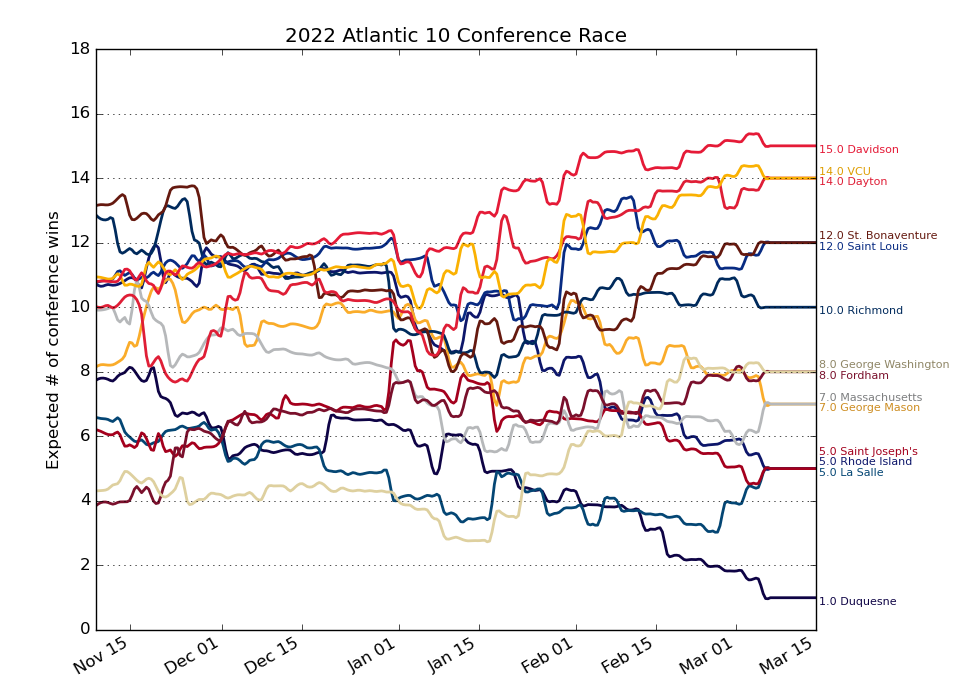 2022 Atlantic 10 Conference Race
Expected # of conference wins
18
16
14
12
10
8
6
4
2
0
Nov 15
Dec 01
Dec 15
Jan 01
Jan 15
Feb 01
Feb 15
Mar 01
Mar 15
15.0 Davidson
14.0 VCU
14.0 Dayton
12.0 St. Bonaventure
12.0 Saint Louis
10.0 Richmond
8.0 George Washington
8.0 Fordham
7.0 Massachusetts
7.0 George Mason
5.0 Saint Joseph's
5.0 Rhode Island
5.0 La Salle
1.0 Duquesne